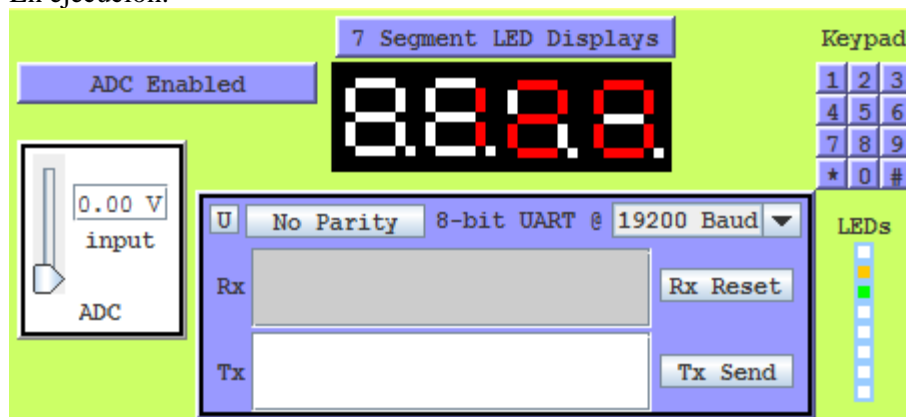 En ejecución:
7 Segment LED Displays
Keypad
ADC Enabled
1 2 3
4 5 6
7 8 9
* 0 #
0.00 V
input
ADC
U No Parity 8-bit UART @ 19200 Baud
LEDs
Rx Rx Reset
Tx Tx Send